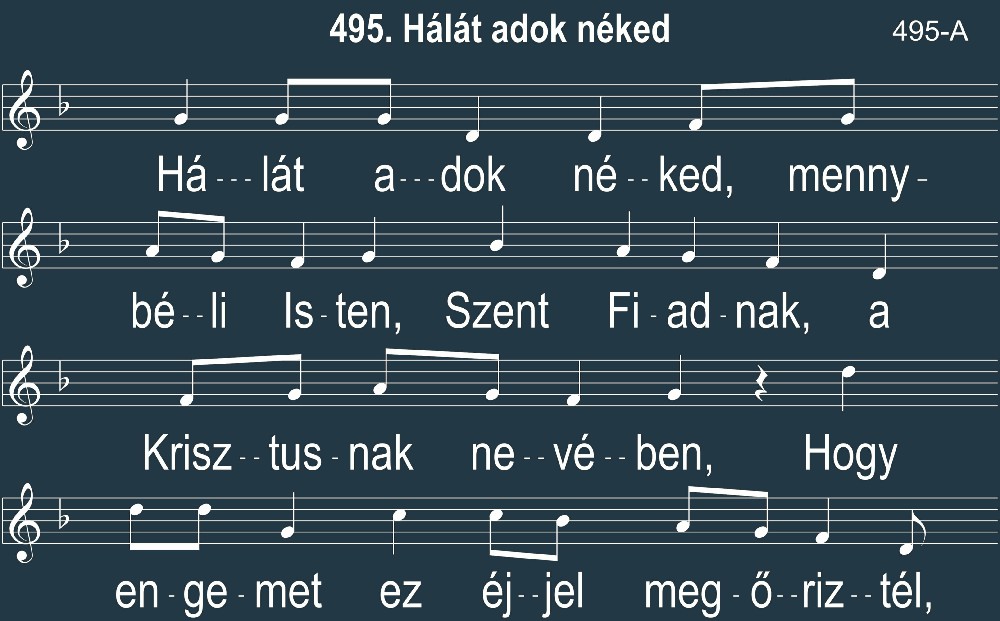 495. Hálát adok néked
495-A
Há---lát a---dok né--ked, menny-
bé--li Is-ten, Szent Fi-ad-nak, a
Krisz--tus-nak ne--vé--ben, Hogy
en-ge-met ez éj--jel meg-ő--riz--tél,